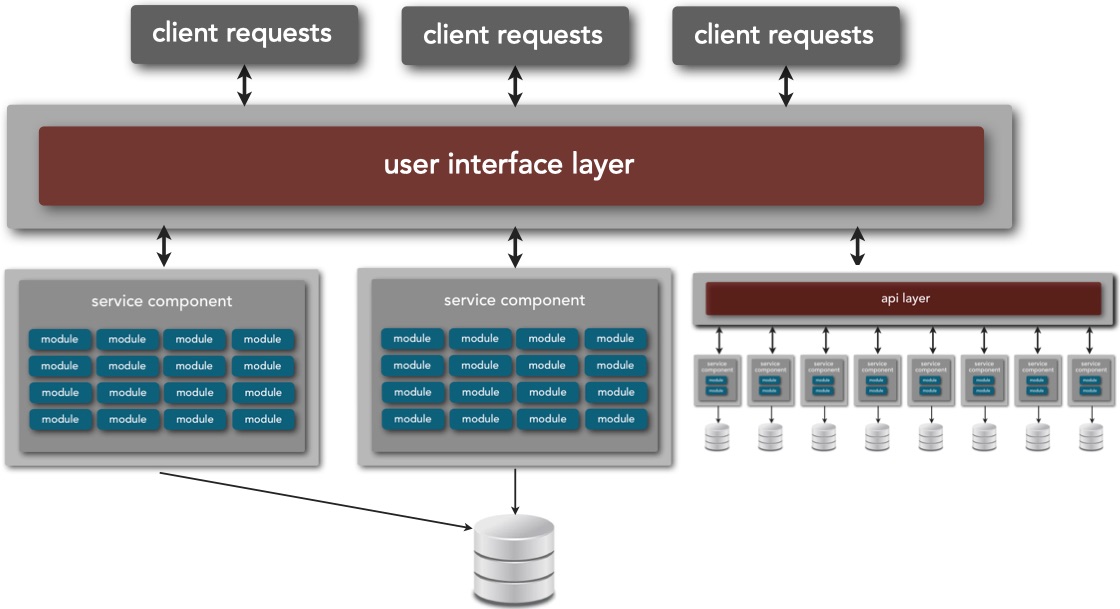 client requests
client requests
client requests
user interface layer
service component
module module module module
module module module module
module module module module
module module module module
service component
module module module module
module module module module
module module module module
module module module module
api layer
service
component
module
module
service
component
module
module
service
component
module
module
service
component
module
module
service
component
module
module
service
component
module
module
service
component
module
module
service
component
module
module